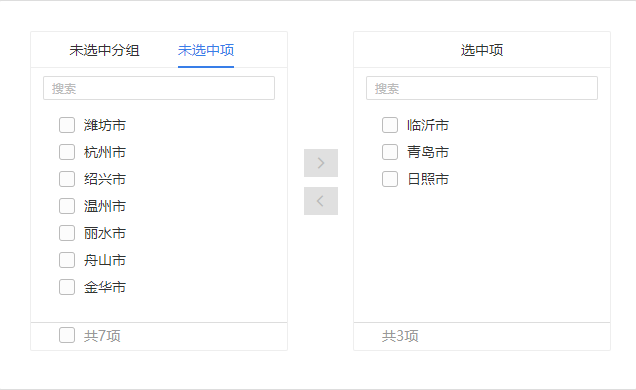 未选中分组 未选中项
搜索
潍坊市
杭州市
绍兴市
温州市
丽水市
舟山市
金华市
共7项
选中项
搜索
临沂市
青岛市
日照市
共3项